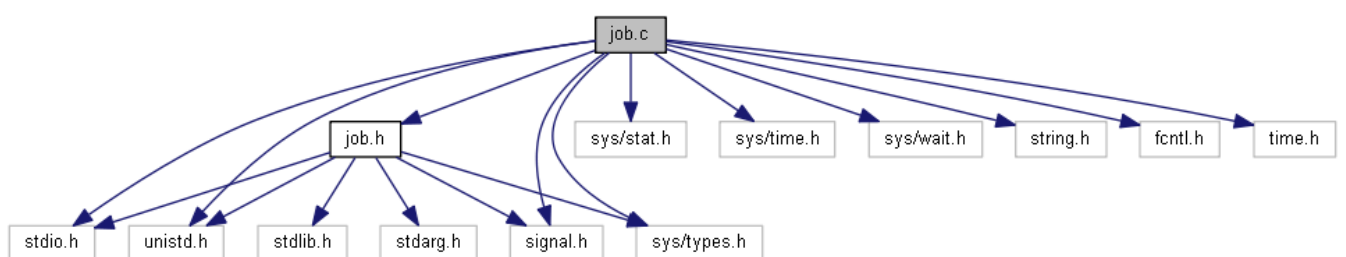 job.c
job.h
sys/stat.h
sys/time.h
sys/wait.h
string.h
fcntl.h
time.h
stdio.h
unistd.h
stdlib.h
stdarg.h
signal.h
sys/types.h